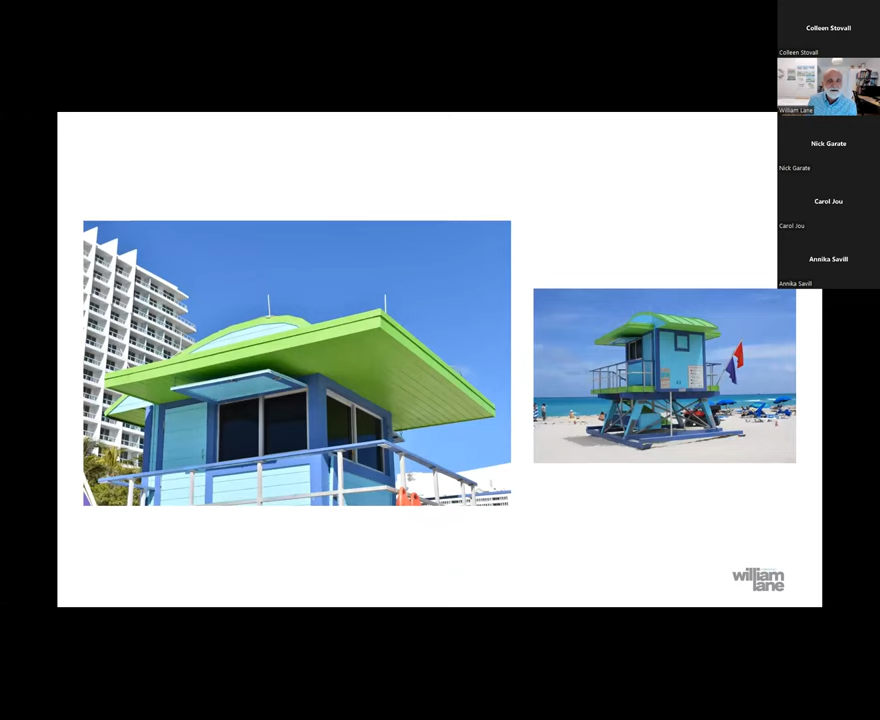 Colleen Stovall
Colleen Stovall
William Lane
Nick Garate
Nick Garate
Carol Jou
Carol Jou
Annika Savill
Annika Savill
william
lane